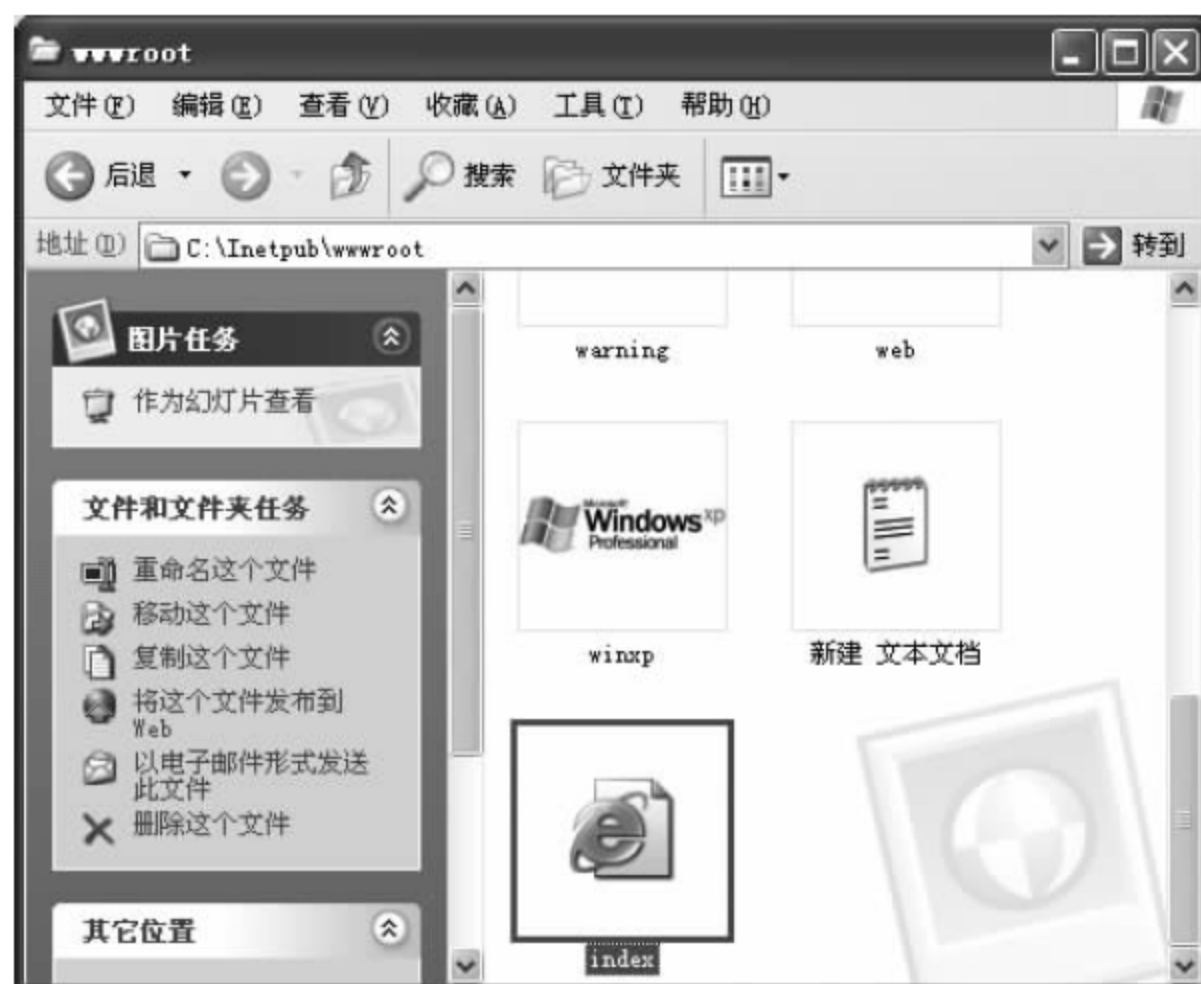 wwwroot
文件(F) 编辑(E) 查看(V) 收藏(A) 工具(T) 帮助(H)
后退 搜索 文件夹
地址(D) C:\Inetpub\wwwroot 转到
图片任务
作为幻灯片查看
文件和文件夹任务
重命名这个文件
移动这个文件
复制这个文件
将这个文件发布到
Web
以电子邮件形式发送
此文件
删除这个文件
其它位置
warning web
Microsoft
Windows xp
Professional
winxp 新建 文本文档
index